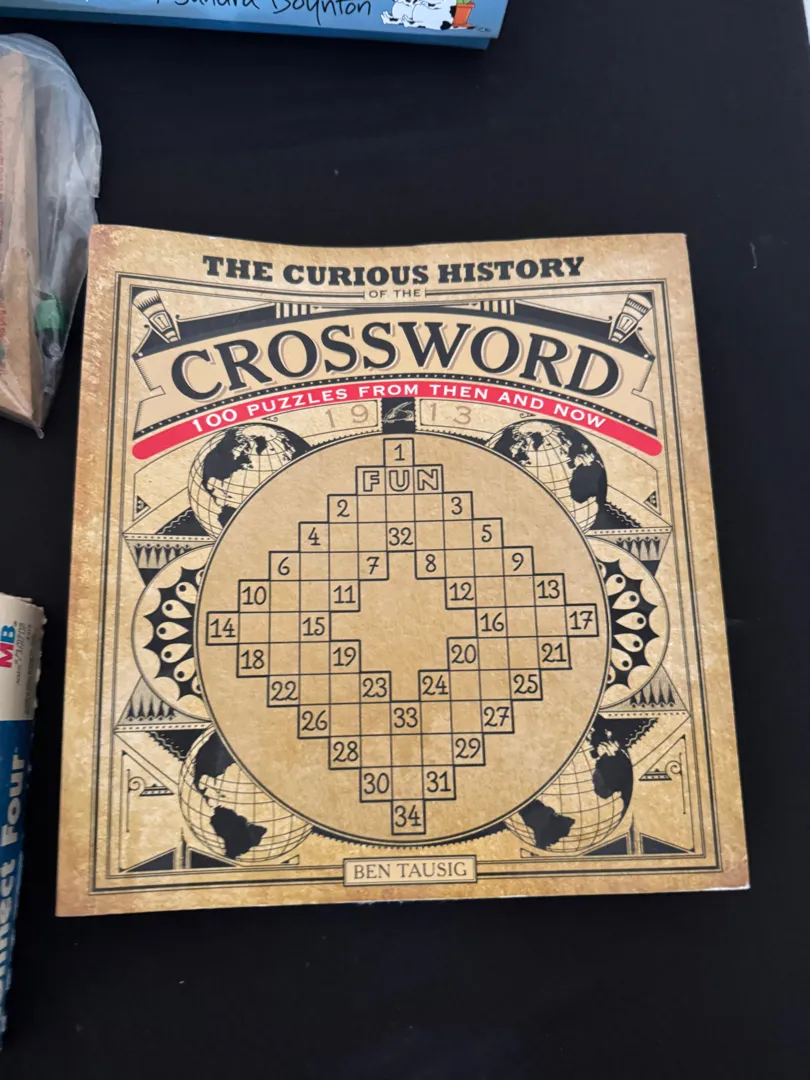 Sandra Boynton
THE CURIOUS HISTORY
OF THE
CROSSWORD
100 PUZZLES FROM THEN AND NOW
19 13
1
FUN
2 3
4 32 5
6 7 8 9
10 11 12 13
14 15 16 17
18 19 20 21
22 23 24 25
26 33 27
28 29
30 31
34
BEN TAUSIG
MB
Connect Four